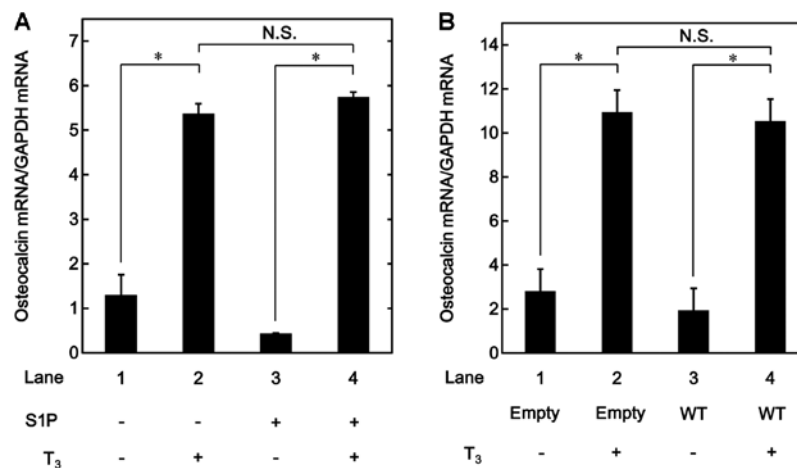 A
Osteocalcin mRNA/GAPDH mRNA
7
6
5
4
3
2
1
0
*
N.S.
*
Lane 1 2 3 4
S1P - - + +
T3 - + - +
B
Osteocalcin mRNA/GAPDH mRNA
14
12
10
8
6
4
2
0
*
N.S.
*
Lane 1 2 3 4
Empty Empty WT WT
T3 - + - +